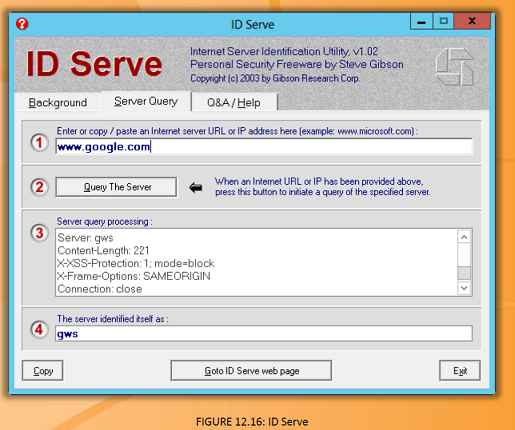 ID Serve
ID Serve
Internet Server Identification Utility, v1.02
Personal Security Freeware by Steve Gibson
Copyright (c) 2003 by Gibson Research Corp.
Background
Server Query
Q&A / Help
1
Enter or copy / paste an Internet server URL or IP address here (example: www.microsoft.com) :
www.google.com
2
Query The Server
When an Internet URL or IP has been provided above,
press this button to initiate a query of the specified server.
3
Server query processing :
Server: gws
Content-Length: 221
X-XSS-Protection: 1; mode=block
X-Frame-Options: SAMEORIGIN
Connection: close
4
The server identified itself as :
gws
Copy
Goto ID Serve web page
Exit
FIGURE 12.16: ID Serve